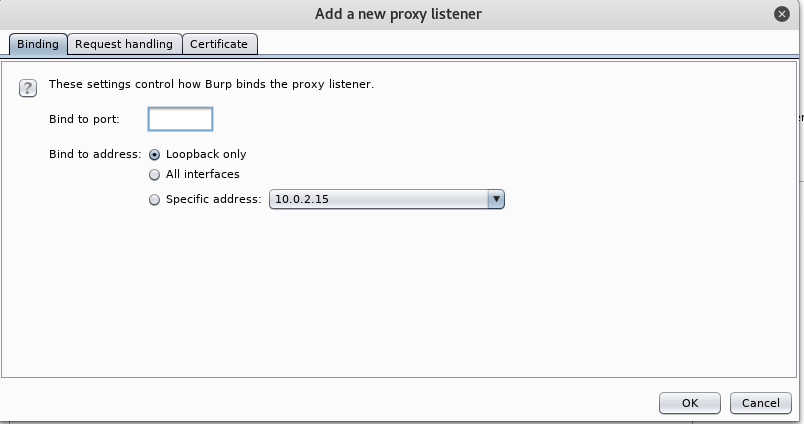 Add a new proxy listener
Binding Request handling Certificate
? These settings control how Burp binds the proxy listener.
Bind to port:
Bind to address: Loopback only
All interfaces
Specific address: 10.0.2.15
OK Cancel